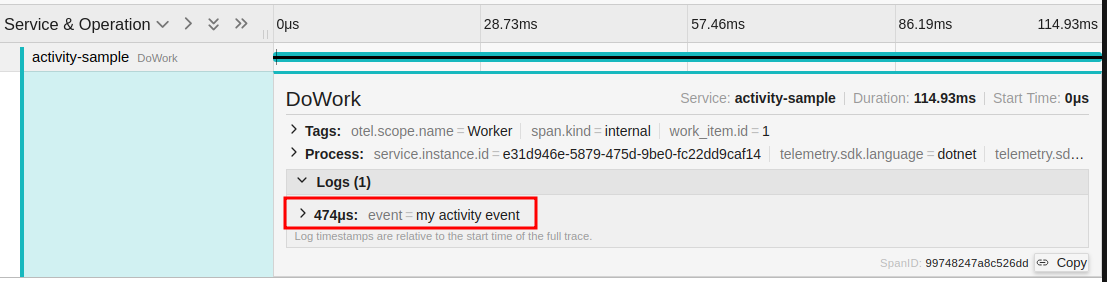 Service & Operation 0μs 28.73ms 57.46ms 86.19ms 114.93ms
activity-sample DoWork
DoWork Service: activity-sample Duration: 114.93ms Start Time: 0μs
Tags: otel.scope.name = Worker span.kind = internal work_item.id = 1
Process: service.instance.id = e31d946e-5879-475d-9be0-fc22dd9caf14 telemetry.sdk.language = dotnet telemetry.sd…
Logs (1)
474μs: event = my activity event
Log timestamps are relative to the start time of the full trace.
SpanID: 99748247a8c526dd Copy